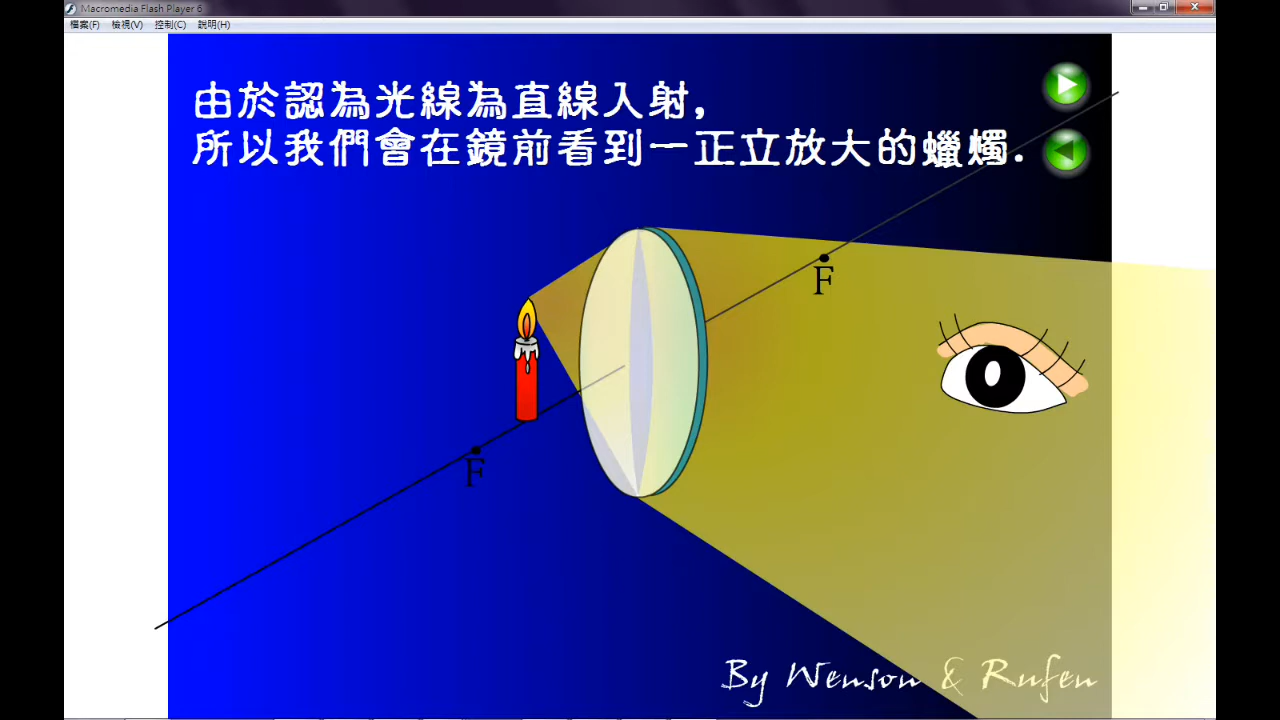 Macromedia Flash Player 6
檔案(F) 檢視(V) 控制(C) 說明(H)
由於認為光線為直線入射,
所以我們會在鏡前看到一正立放大的蠟燭.
F
F
By Wenson & Rufen